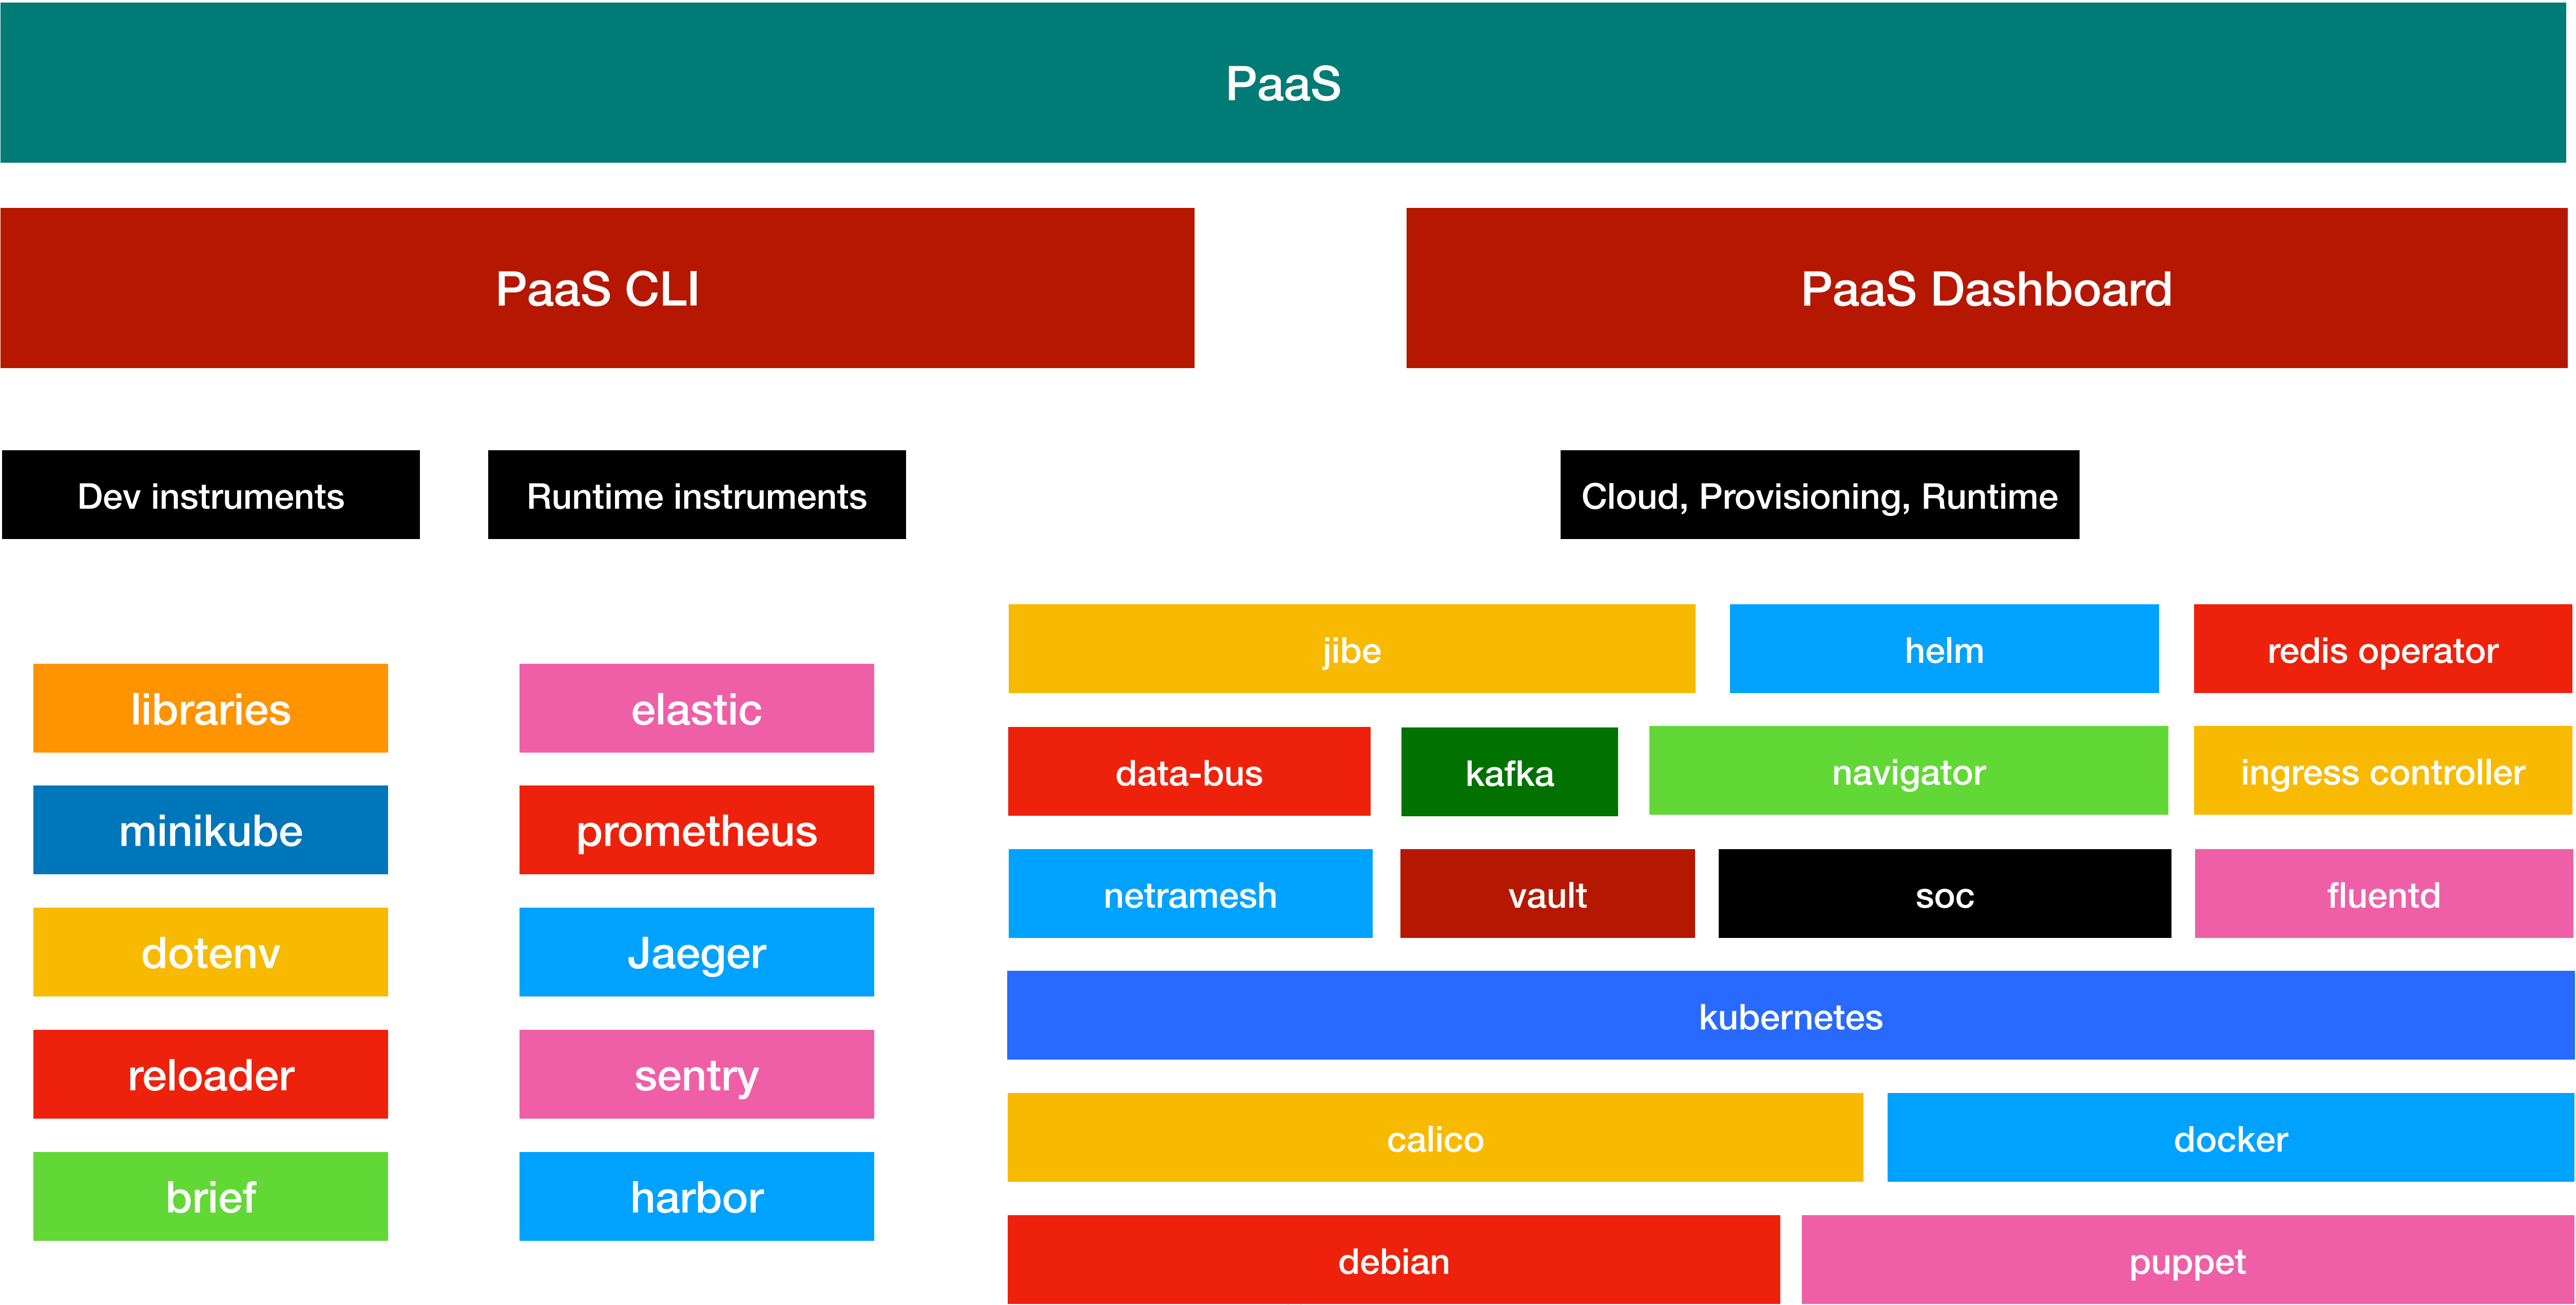 PaaS
PaaS CLI
PaaS Dashboard
Dev instruments
Runtime instruments
Cloud, Provisioning, Runtime
libraries
minikube
dotenv
reloader
brief
elastic
prometheus
Jaeger
sentry
harbor
jibe
helm
redis operator
data-bus
kafka
navigator
ingress controller
netramesh
vault
soc
fluentd
kubernetes
calico
docker
debian
puppet